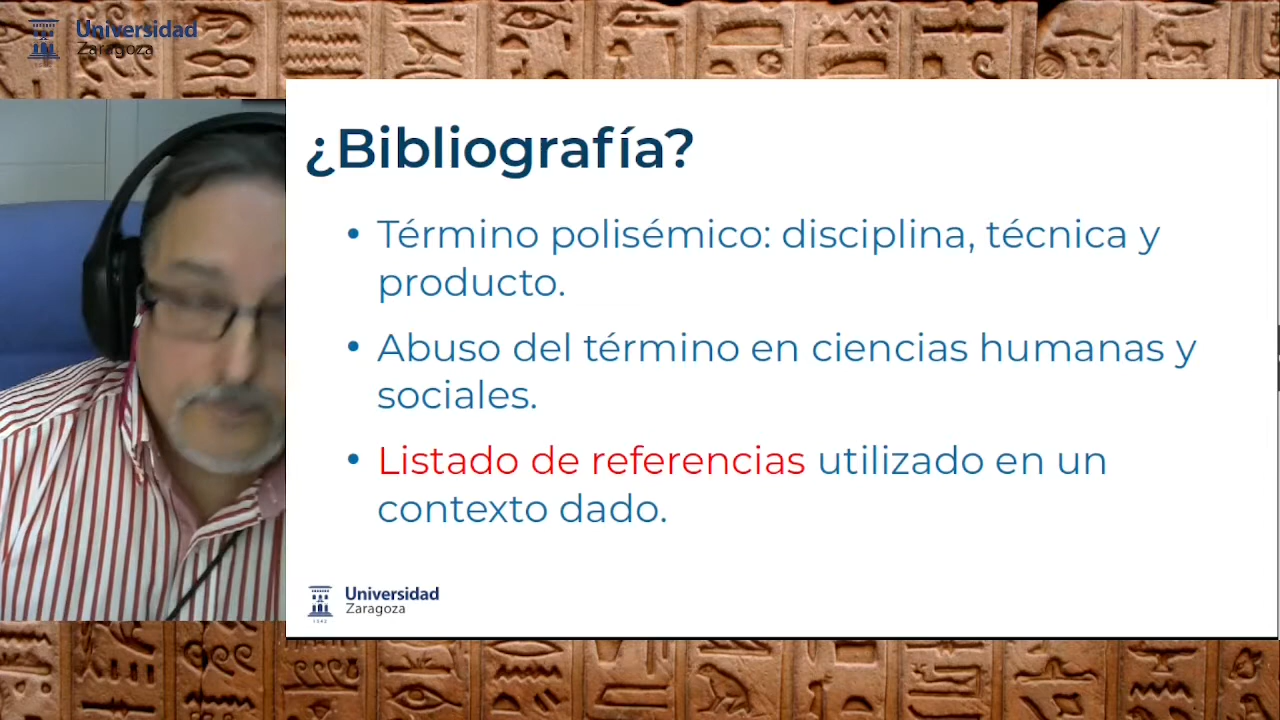 Universidad
Zaragoza
¿Bibliografía?
• Término polisémico: disciplina, técnica y
producto.
• Abuso del término en ciencias humanas y
sociales.
• Listado de referencias utilizado en un
contexto dado.
Universidad
Zaragoza
1542